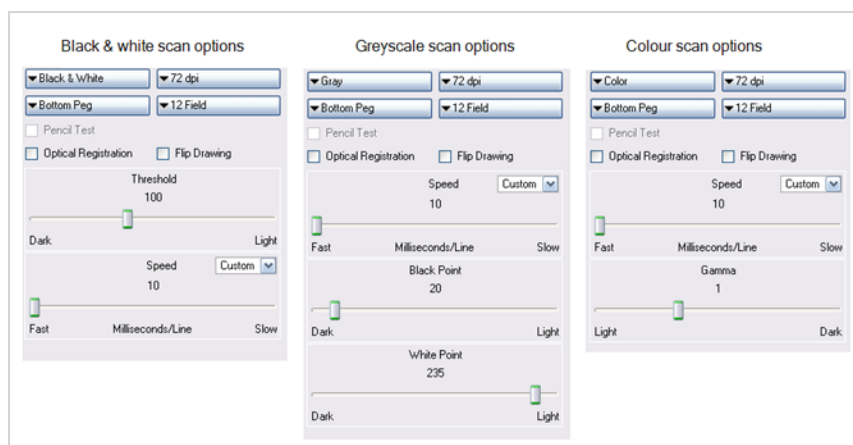 Black & white scan options
Black & White
72 dpi
Bottom Peg
12 Field
Pencil Test
Optical Registration
Flip Drawing
Threshold
100
Dark
Light
Speed
Custom
10
Fast
Milliseconds/Line
Slow
Greyscale scan options
Gray
72 dpi
Bottom Peg
12 Field
Pencil Test
Optical Registration
Flip Drawing
Speed
Custom
10
Fast
Milliseconds/Line
Slow
Black Point
20
Dark
Light
White Point
235
Dark
Light
Colour scan options
Color
72 dpi
Bottom Peg
12 Field
Pencil Test
Optical Registration
Flip Drawing
Speed
Custom
10
Fast
Milliseconds/Line
Slow
Gamma
1
Light
Dark